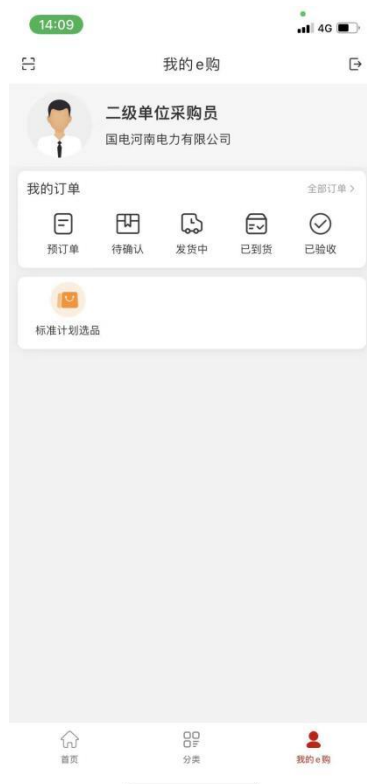 14:09
4G
我的e购
二级单位采购员
国电河南电力有限公司
我的订单
全部订单 >
预订单
待确认
发货中
已到货
已验收
标准计划选品
首页
分类
我的e购